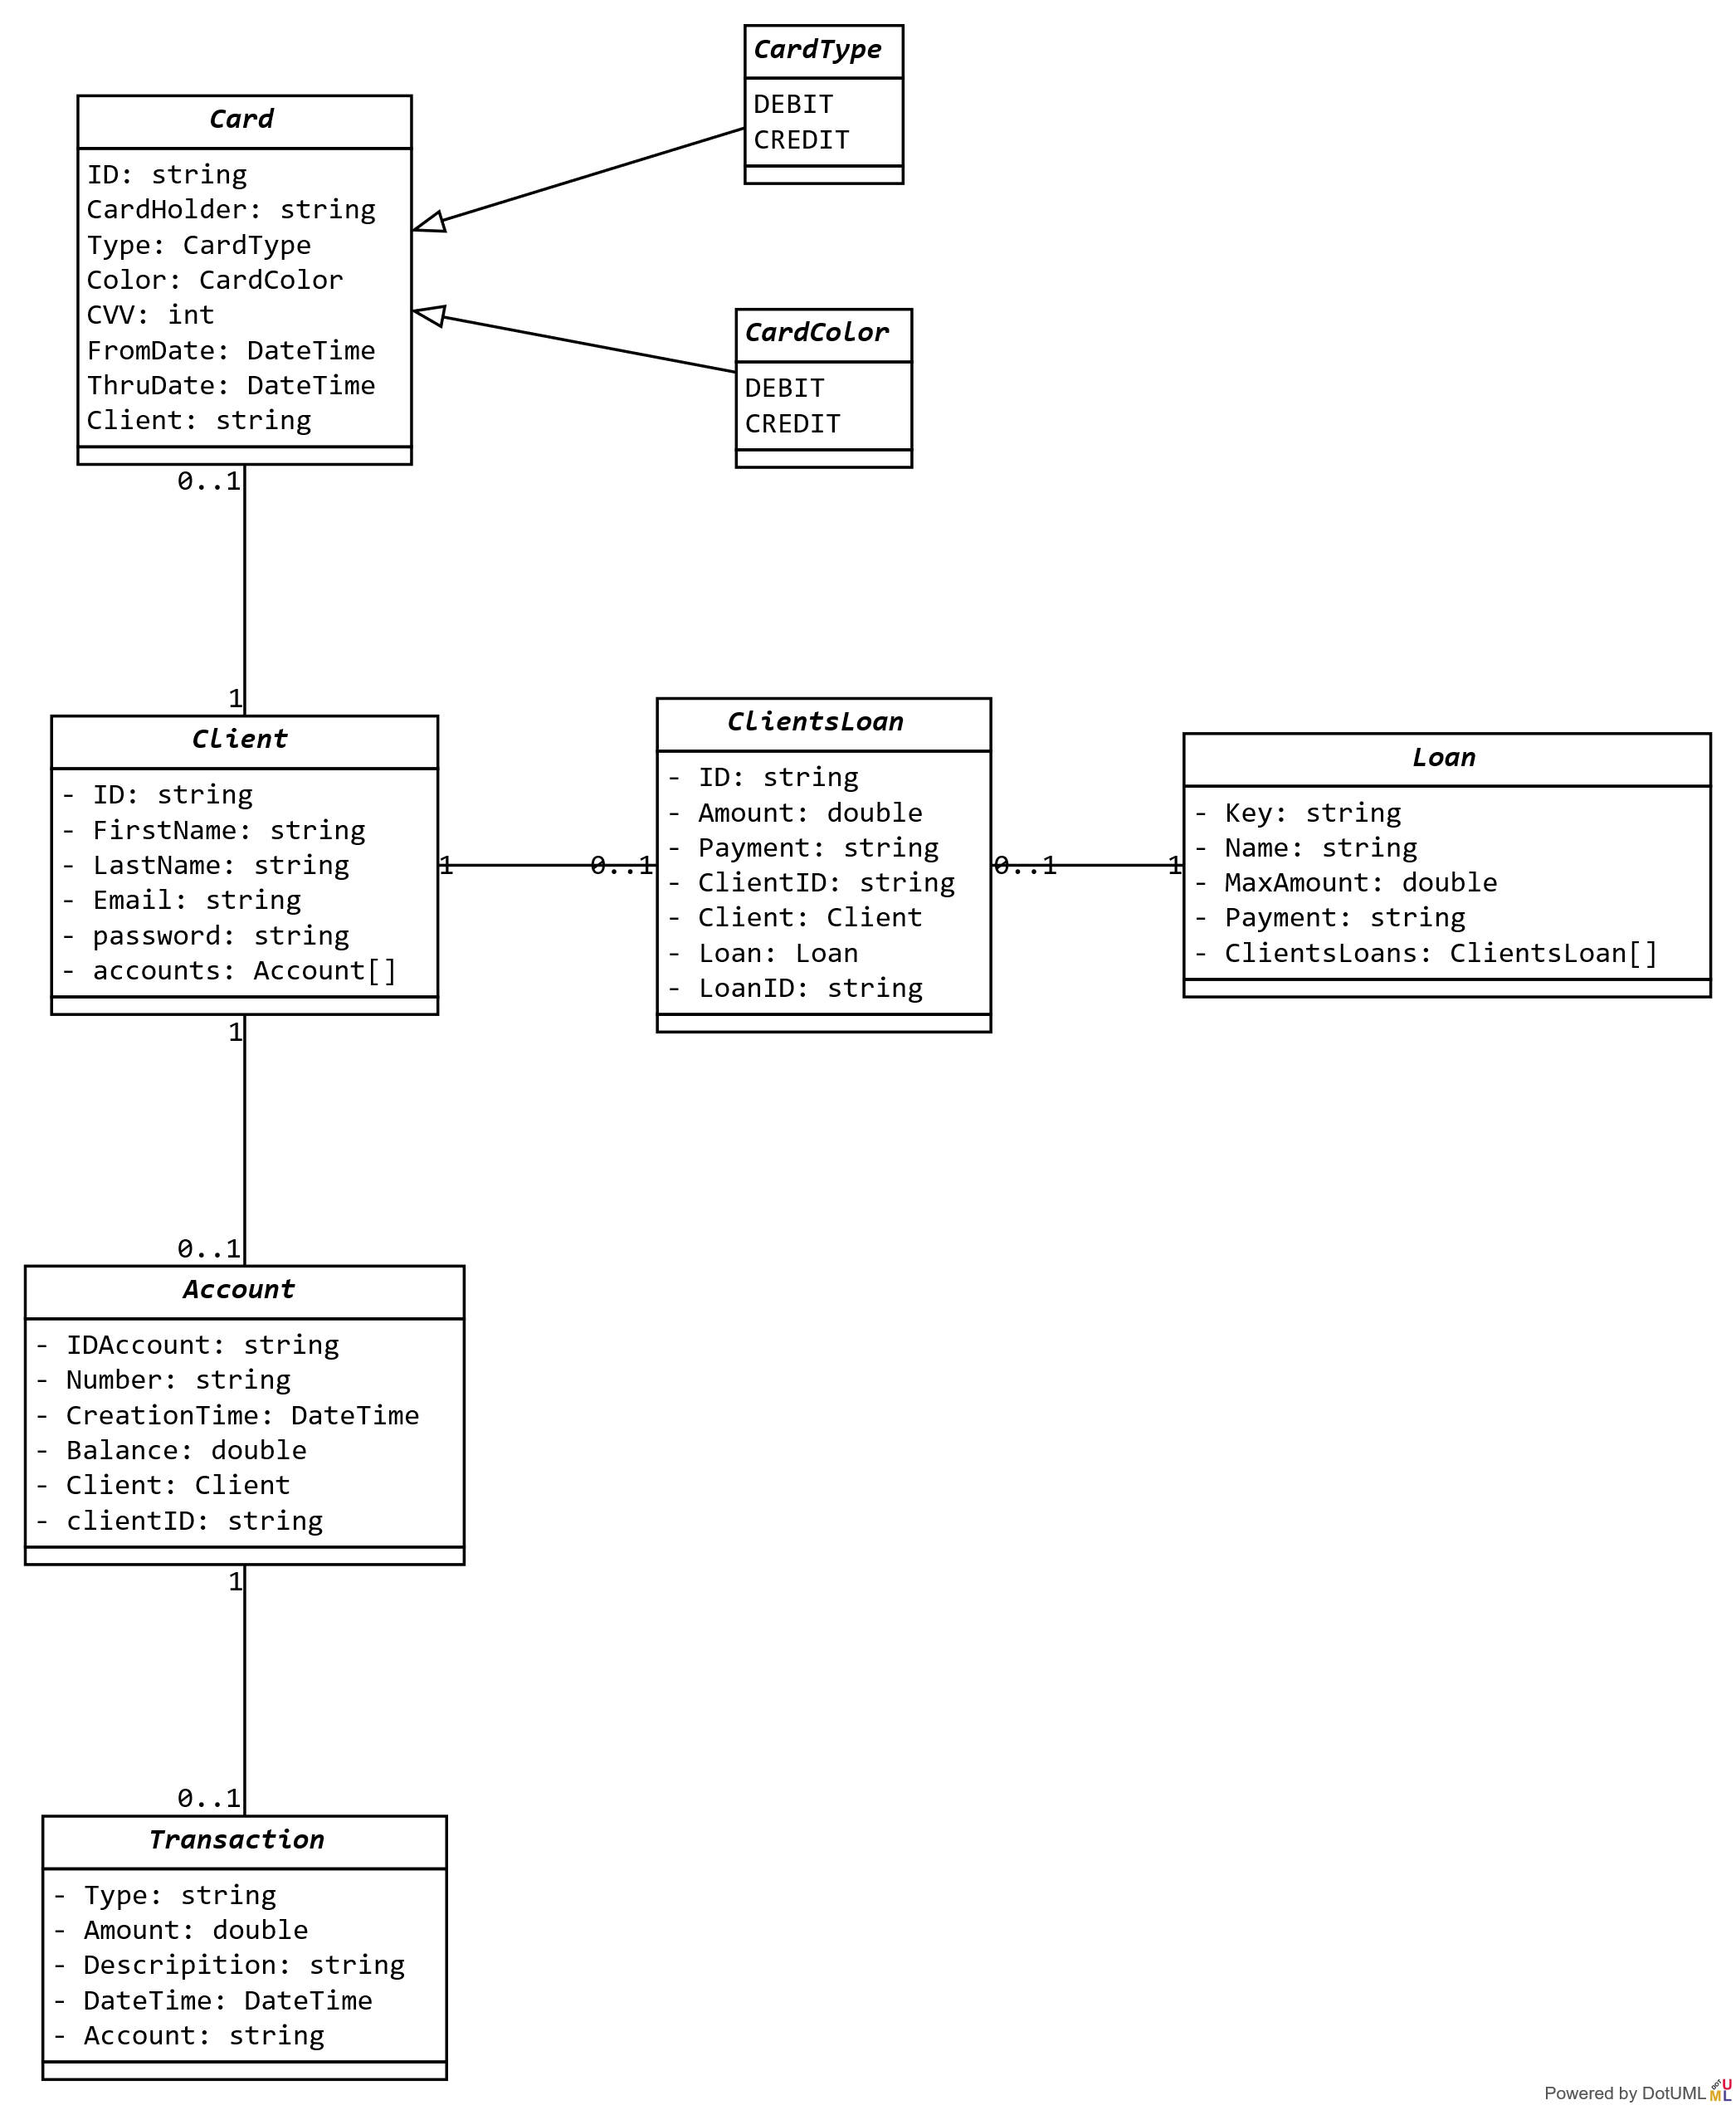 CardType
DEBIT
CREDIT
Card
ID: string
CardHolder: string
Type: CardType
Color: CardColor
CVV: int
FromDate: DateTime
ThruDate: DateTime
Client: string
CardColor
DEBIT
CREDIT
0..1
1
Client
- ID: string
- FirstName: string
- LastName: string
- Email: string
- password: string
- accounts: Account[]
1
0..1
ClientsLoan
- ID: string
- Amount: double
- Payment: string
- ClientID: string
- Client: Client
- Loan: Loan
- LoanID: string
0..1
1
Loan
- Key: string
- Name: string
- MaxAmount: double
- Payment: string
- ClientsLoans: ClientsLoan[]
1
0..1
Account
- IDAccount: string
- Number: string
- CreationTime: DateTime
- Balance: double
- Client: Client
- clientID: string
1
0..1
Transaction
- Type: string
- Amount: double
- Descripition: string
- DateTime: DateTime
- Account: string
Powered by DotUML
DOT
U
ML